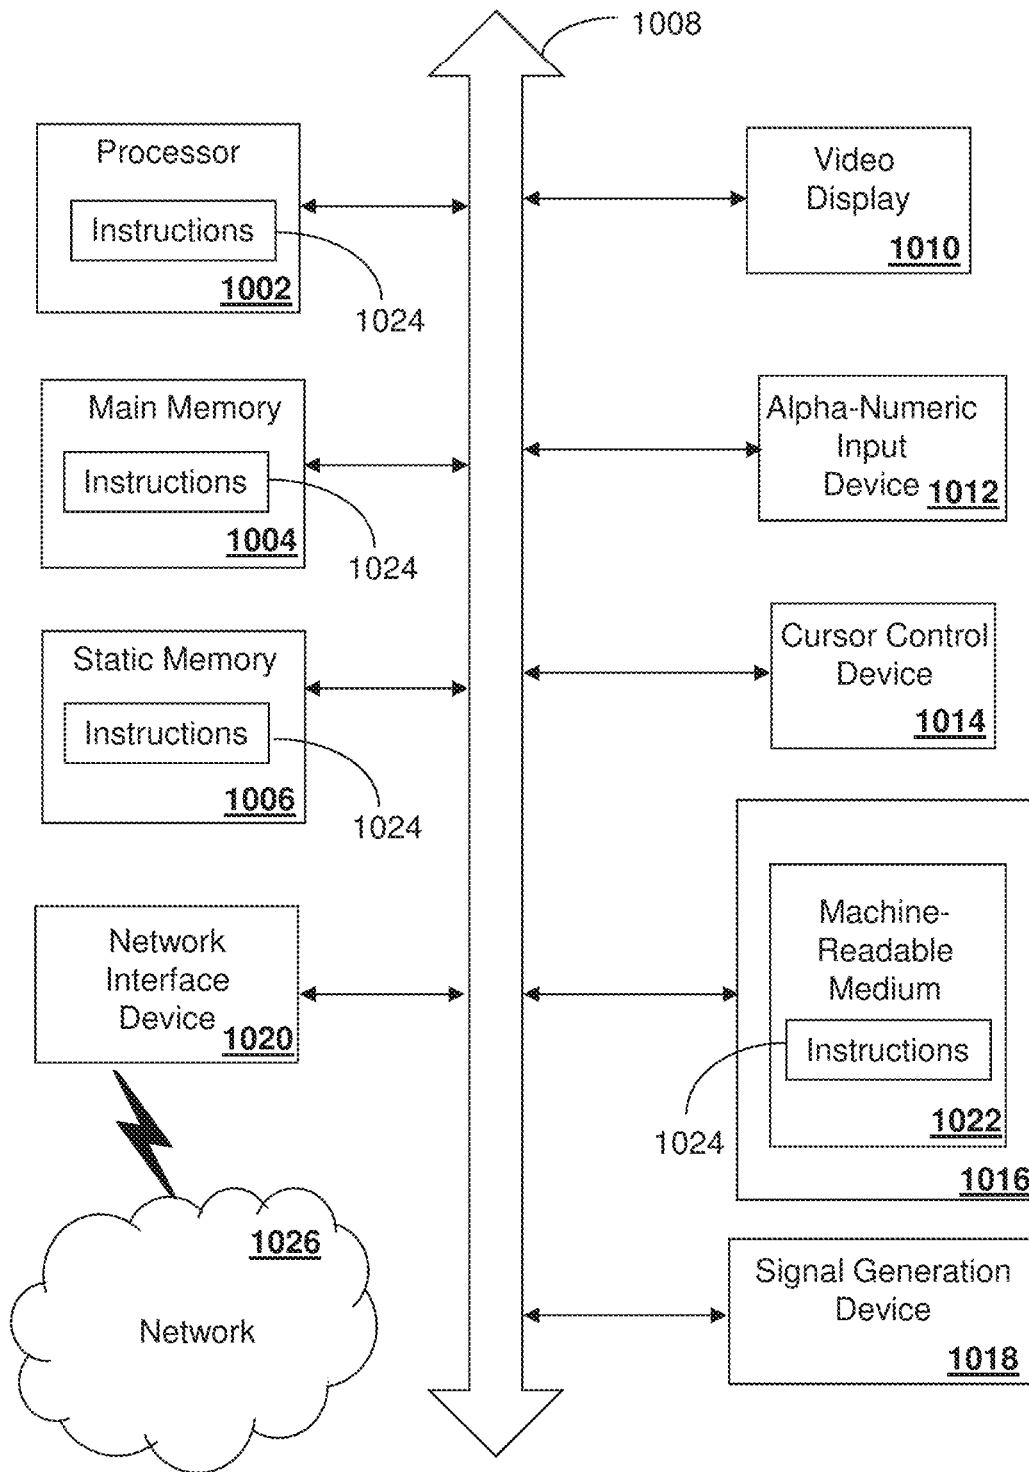 1008
Processor
Instructions
1002
1024
Main Memory
Instructions
1004
1024
Static Memory
Instructions
1006
1024
Network
Interface
Device
1020
1026
Network
Video
Display
1010
Alpha-Numeric
Input
Device
1012
Cursor Control
Device
1014
Machine-
Readable
Medium
Instructions
1022
1024
1016
Signal Generation
Device
1018